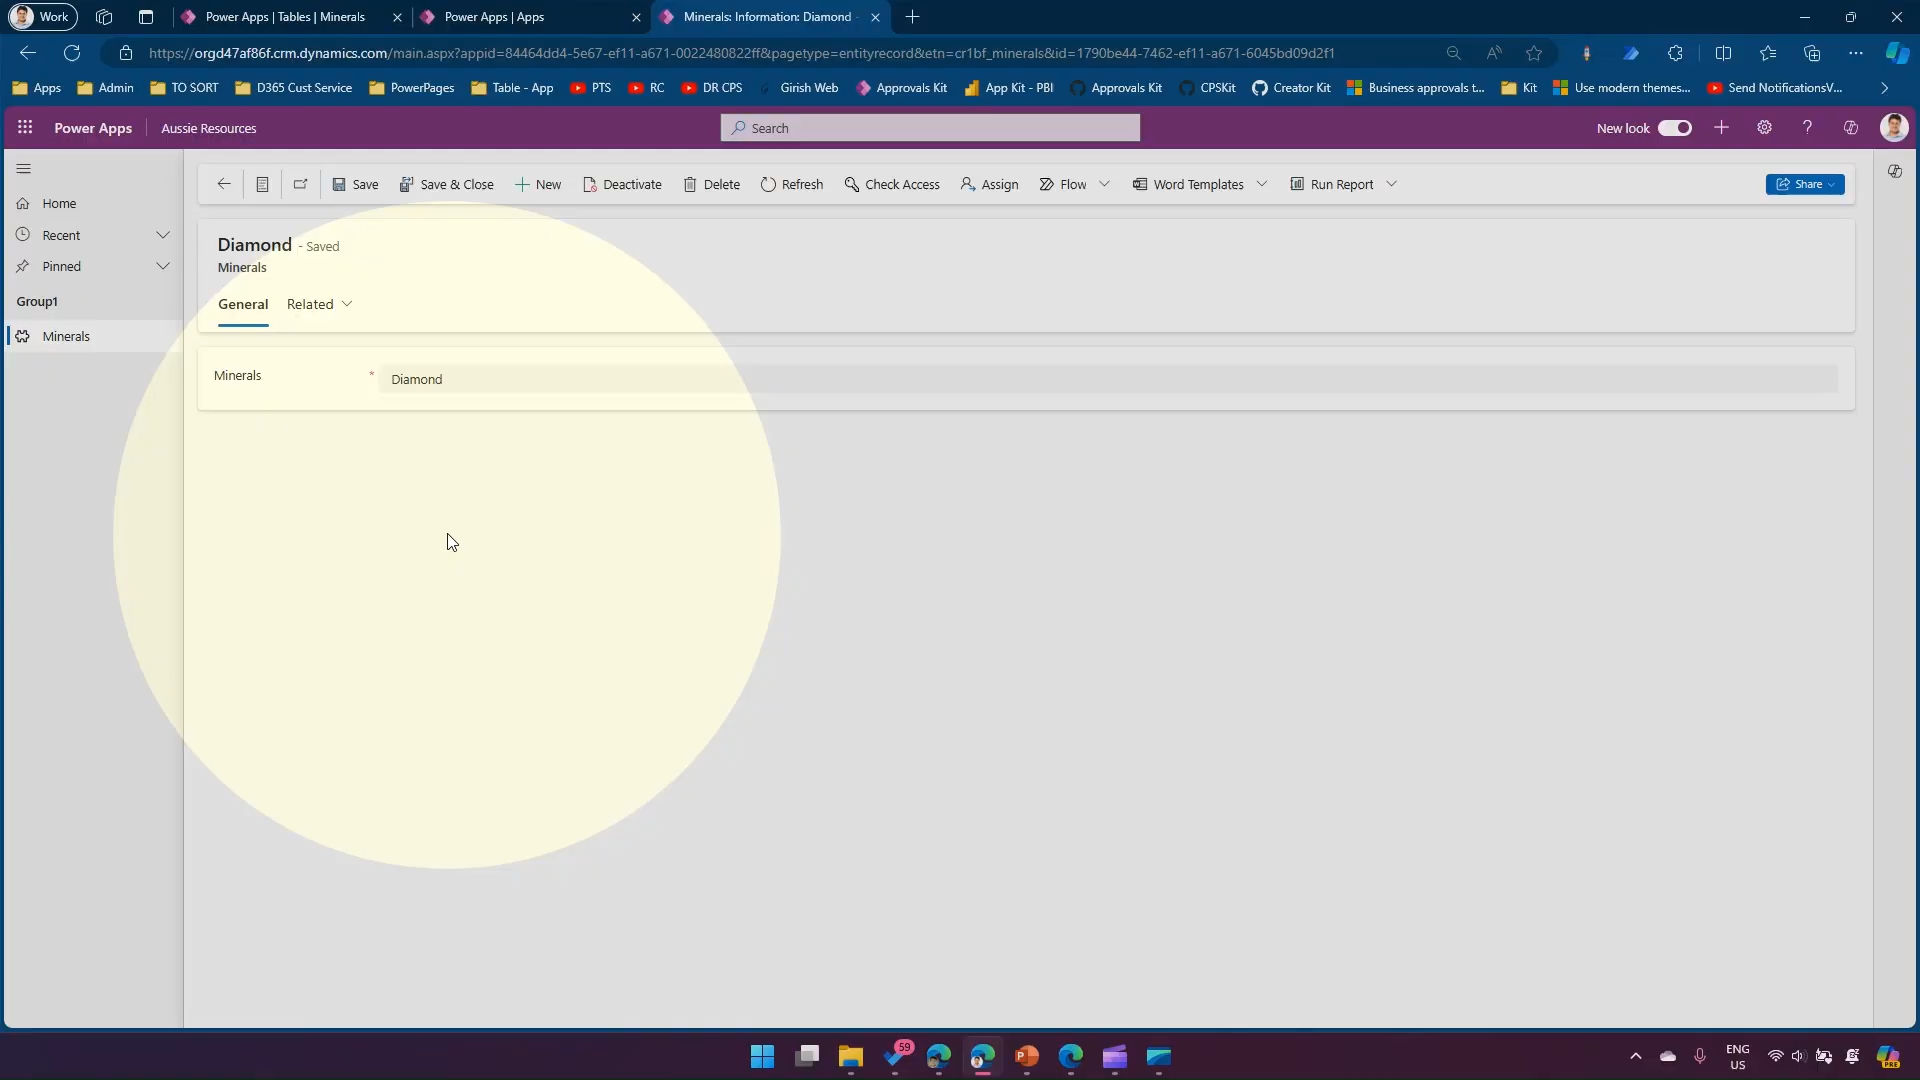 Work
Power Apps | Tables | Minerals
Power Apps | Apps
Minerals: Information: Diamond -
https://orgd47af86f.crm.dynamics.com/main.aspx?appid=84464dd4-5e67-ef11-a671-0022480822ff&pagetype=entityrecord&etn=cr1bf_minerals&id=1790be44-7462-ef11-a671-6045bd09d2f1
Apps
Admin
TO SORT
D365 Cust Service
PowerPages
Table - App
PTS
RC
DR CPS
Girish Web
Approvals Kit
App Kit - PBI
Approvals Kit
CPSKit
Creator Kit
Business approvals t...
Kit
Use modern themes...
Send NotificationsV...
Power Apps
Aussie Resources
Search
New look
Home
Recent
Pinned
Group1
Minerals
Save
Save & Close
New
Deactivate
Delete
Refresh
Check Access
Assign
Flow
Word Templates
Run Report
Share
Diamond - Saved
Minerals
General
Related
Minerals * Diamond
59
ENG
US
PRE